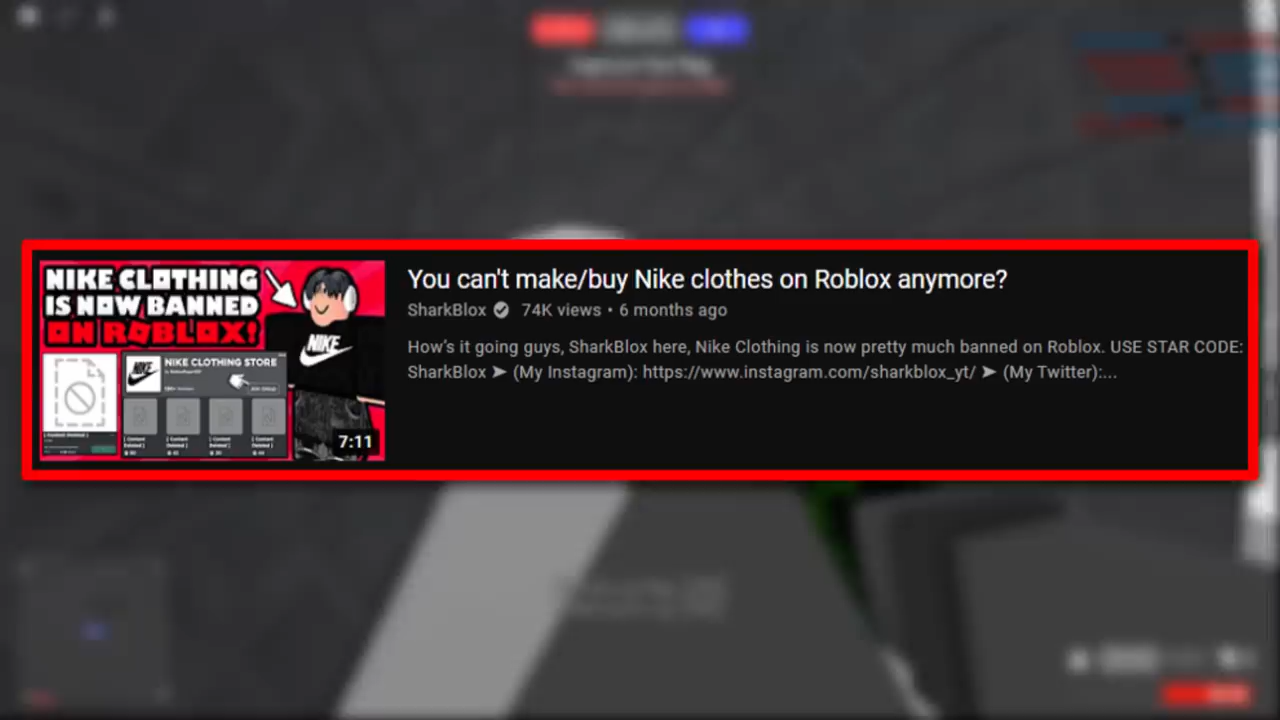 NIKE CLOTHING
IS NOW BANNED
ON ROBLOX!
NIKE
NIKE CLOTHING STORE
7:11
You can't make/buy Nike clothes on Roblox anymore?
SharkBlox 74K views • 6 months ago
How's it going guys, SharkBlox here, Nike Clothing is now pretty much banned on Roblox. USE STAR CODE:
SharkBlox ➤ (My Instagram): https://www.instagram.com/sharkblox_yt/ ➤ (My Twitter):...